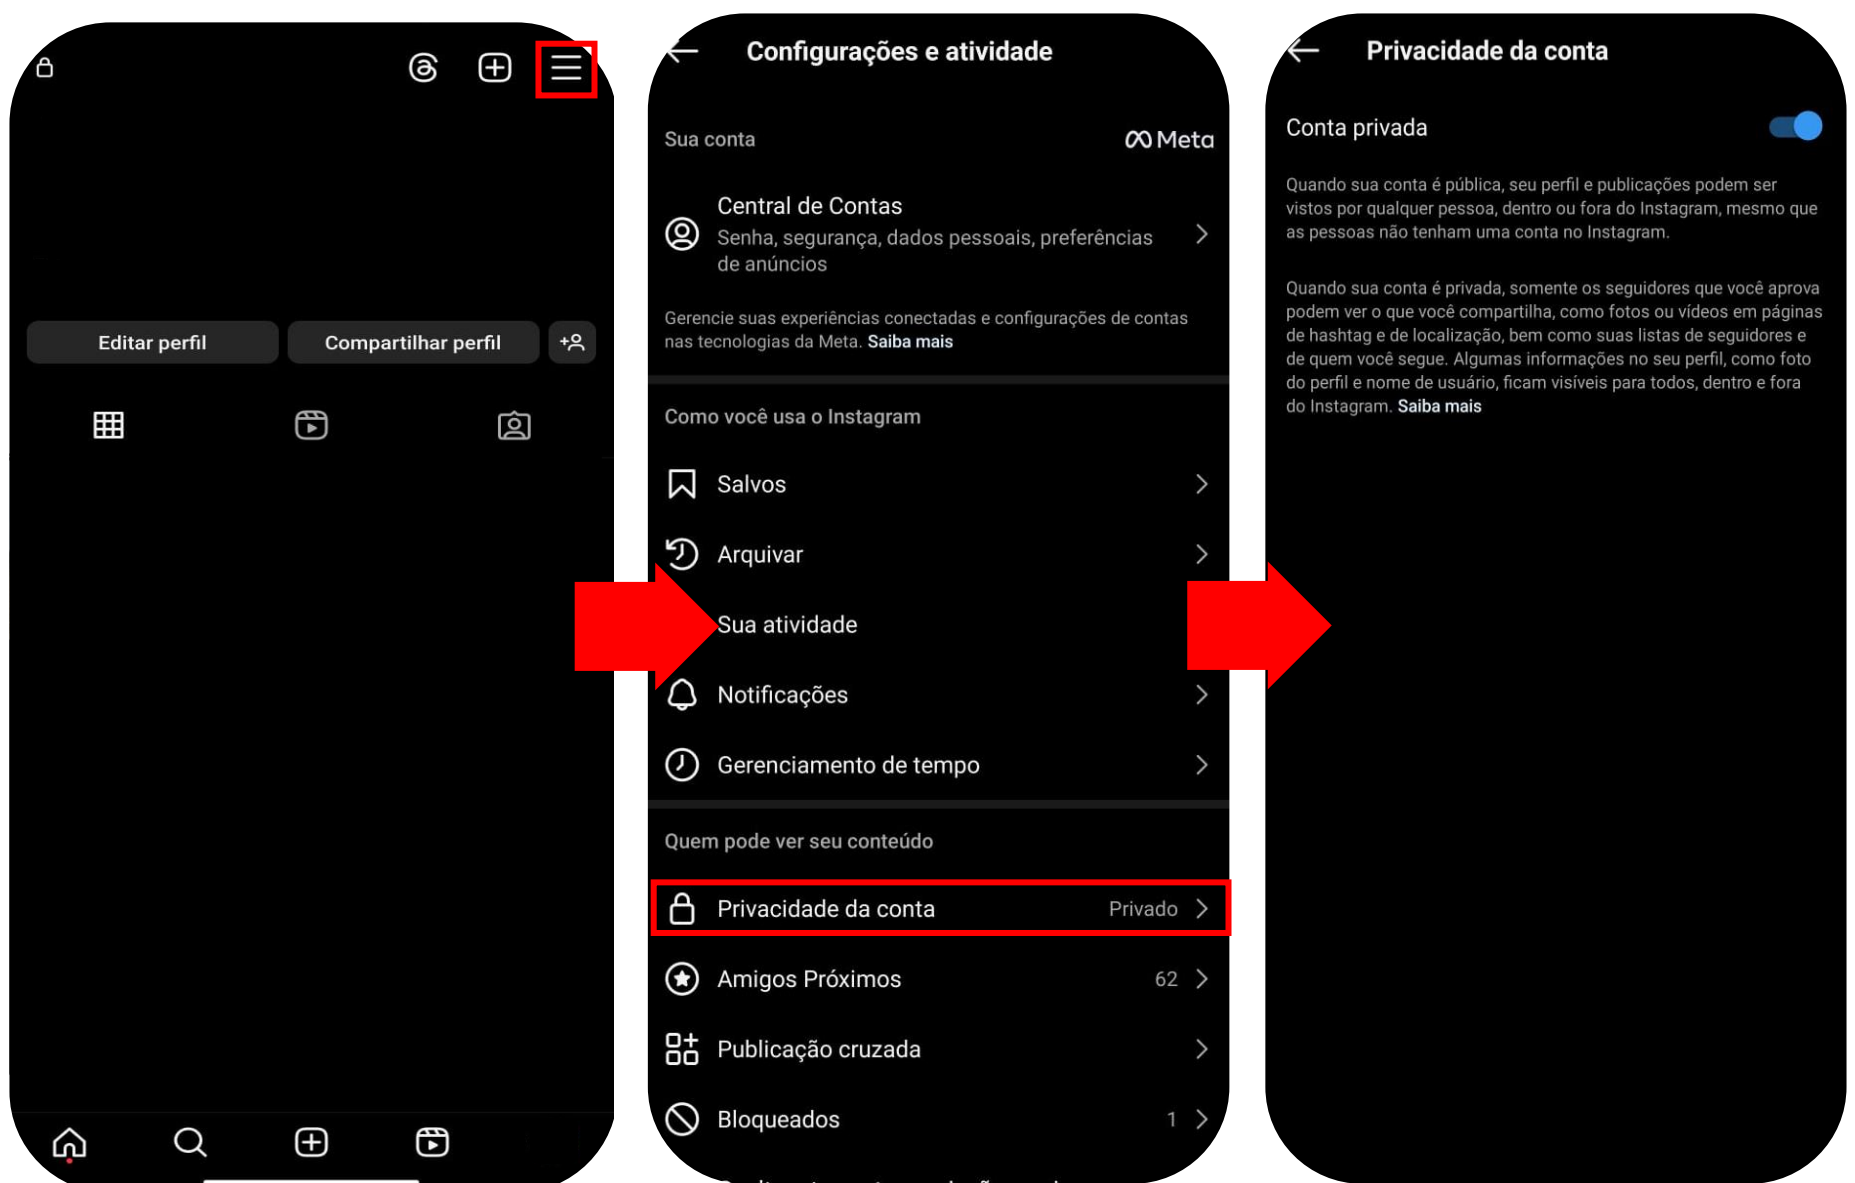 Editar perfil
Compartilhar perfil
Configurações e atividade
Sua conta
Meta
Central de Contas
Senha, segurança, dados pessoais, preferências
de anúncios
Gerencie suas experiências conectadas e configurações de contas
nas tecnologias da Meta. Saiba mais
Como você usa o Instagram
Salvos
Arquivar
Sua atividade
Notificações
Gerenciamento de tempo
Quem pode ver seu conteúdo
Privacidade da conta Privado
Amigos Próximos 62
Publicação cruzada
Bloqueados 1
Privacidade da conta
Conta privada
Quando sua conta é pública, seu perfil e publicações podem ser
vistos por qualquer pessoa, dentro ou fora do Instagram, mesmo que
as pessoas não tenham uma conta no Instagram.
Quando sua conta é privada, somente os seguidores que você aprova
podem ver o que você compartilha, como fotos ou vídeos em páginas
de hashtag e de localização, bem como suas listas de seguidores e
de quem você segue. Algumas informações no seu perfil, como foto
do perfil e nome de usuário, ficam visíveis para todos, dentro e fora
do Instagram. Saiba mais